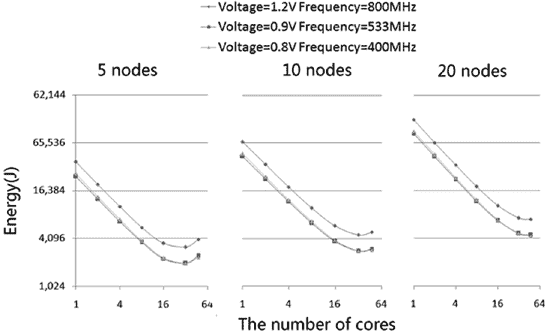 Voltage=1.2V Frequency=800MHz
Voltage=0.9V Frequency=533MHz
Voltage=0.8V Frequency=400MHz
5 nodes 10 nodes 20 nodes
62,144
65,536
16,384
4,096
1,024
Energy(J)
1 4 16 64 1 4 16 64 1 4 16 64
The number of cores